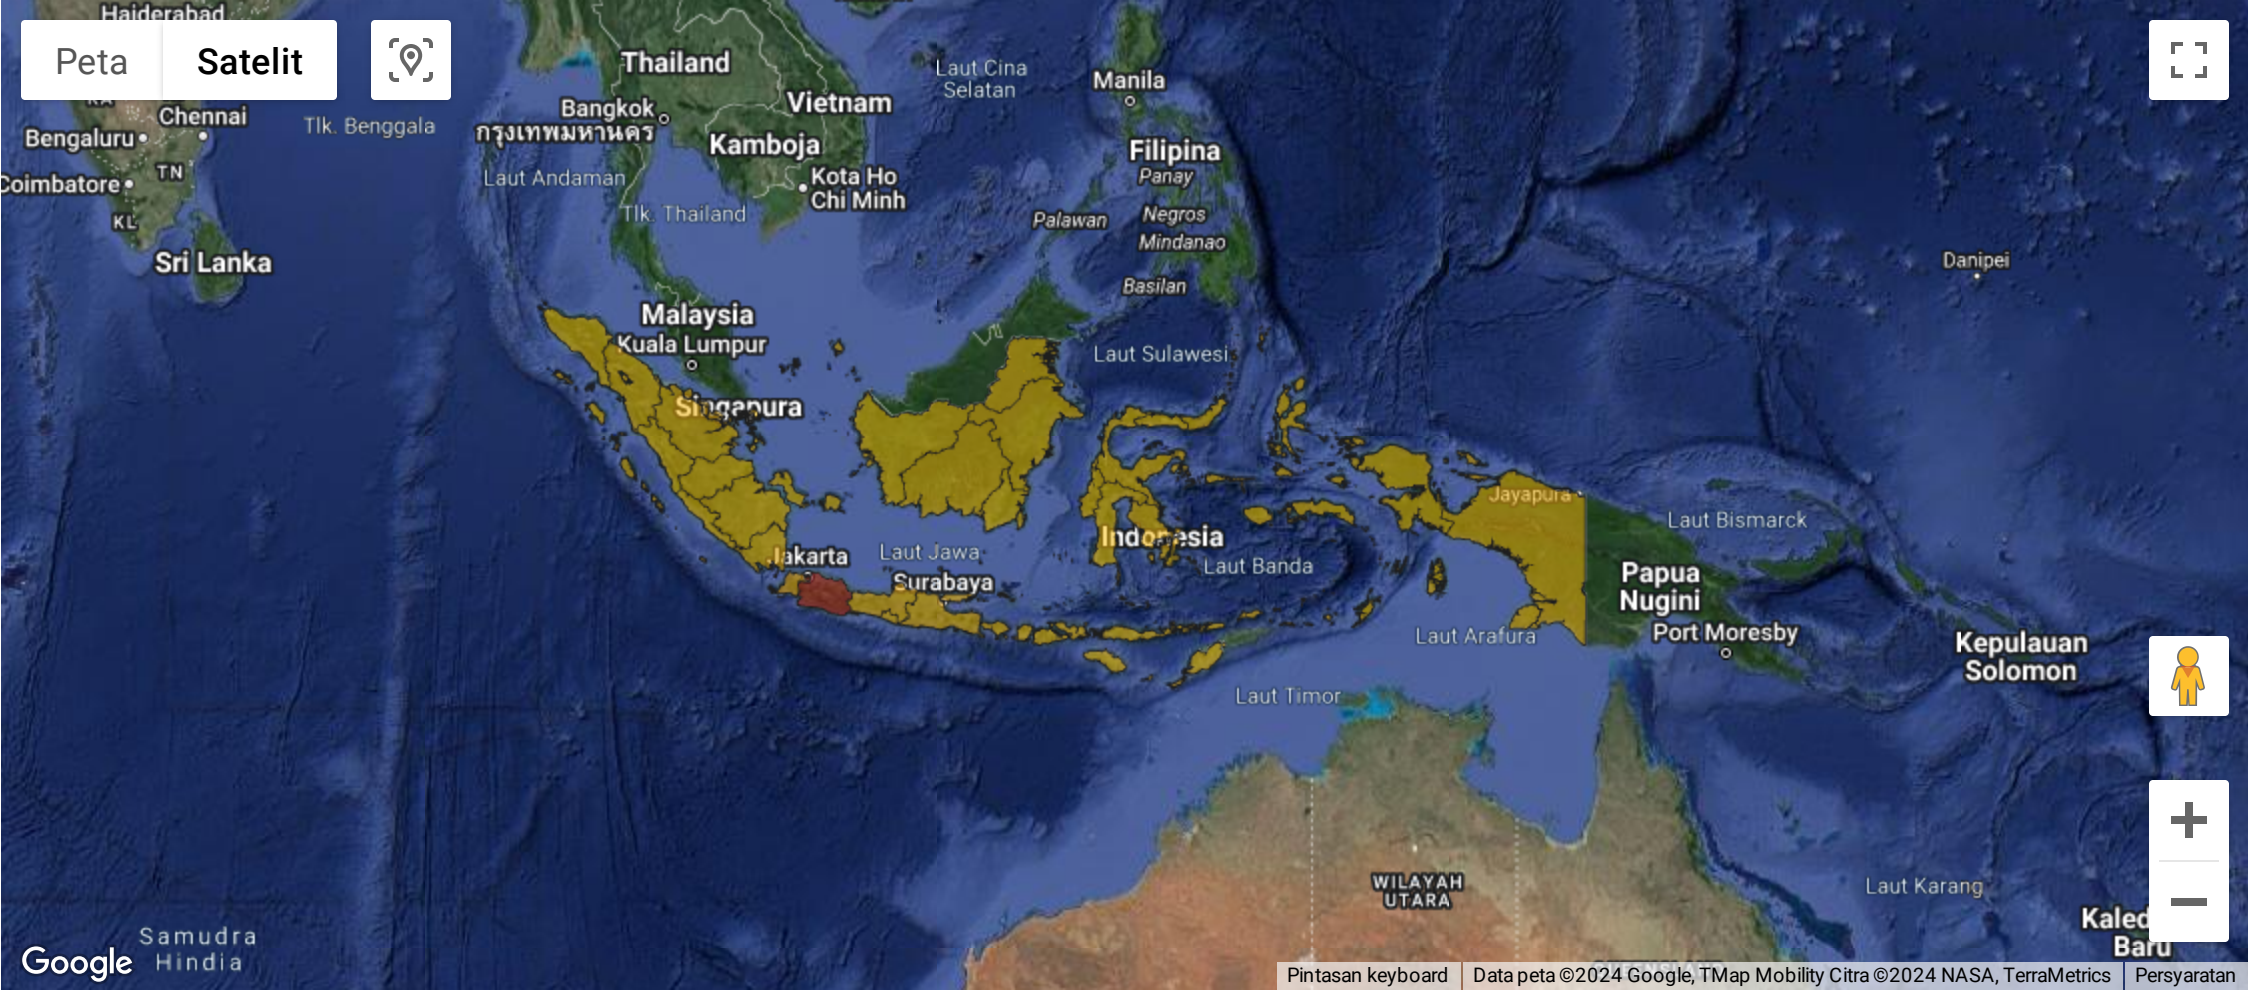 Haiderabad
Peta
Satelit
Thailand
Laut Cina
Selatan
Manila
KA
Chennai
Tlk. Benggala
Bangkok
กรุงเทพมหานคร
Vietnam
Bengaluru
Kamboja
Filipina
TN
Laut Andaman
Kota Ho
Chi Minh
Panay
Coimbatore
KL
Tlk. Thailand
Palawan
Negros
Mindanao
Sri Lanka
Danipei
Basilan
Malaysia
Kuala Lumpur
Laut Sulawesi
Singapura
Jayapura
Laut Bismarck
Indonesia
Jakarta
Laut Jawa
Laut Banda
Surabaya
Papua
Nugini
Laut Arafura
Port Moresby
Kepulauan
Solomon
Laut Timor
WILAYAH
UTARA
Laut Karang
Kaled
Baru
Samudra
Hindia
Google
Pintasan keyboard
Data peta ©2024 Google, TMap Mobility Citra ©2024 NASA, TerraMetrics
Persyaratan